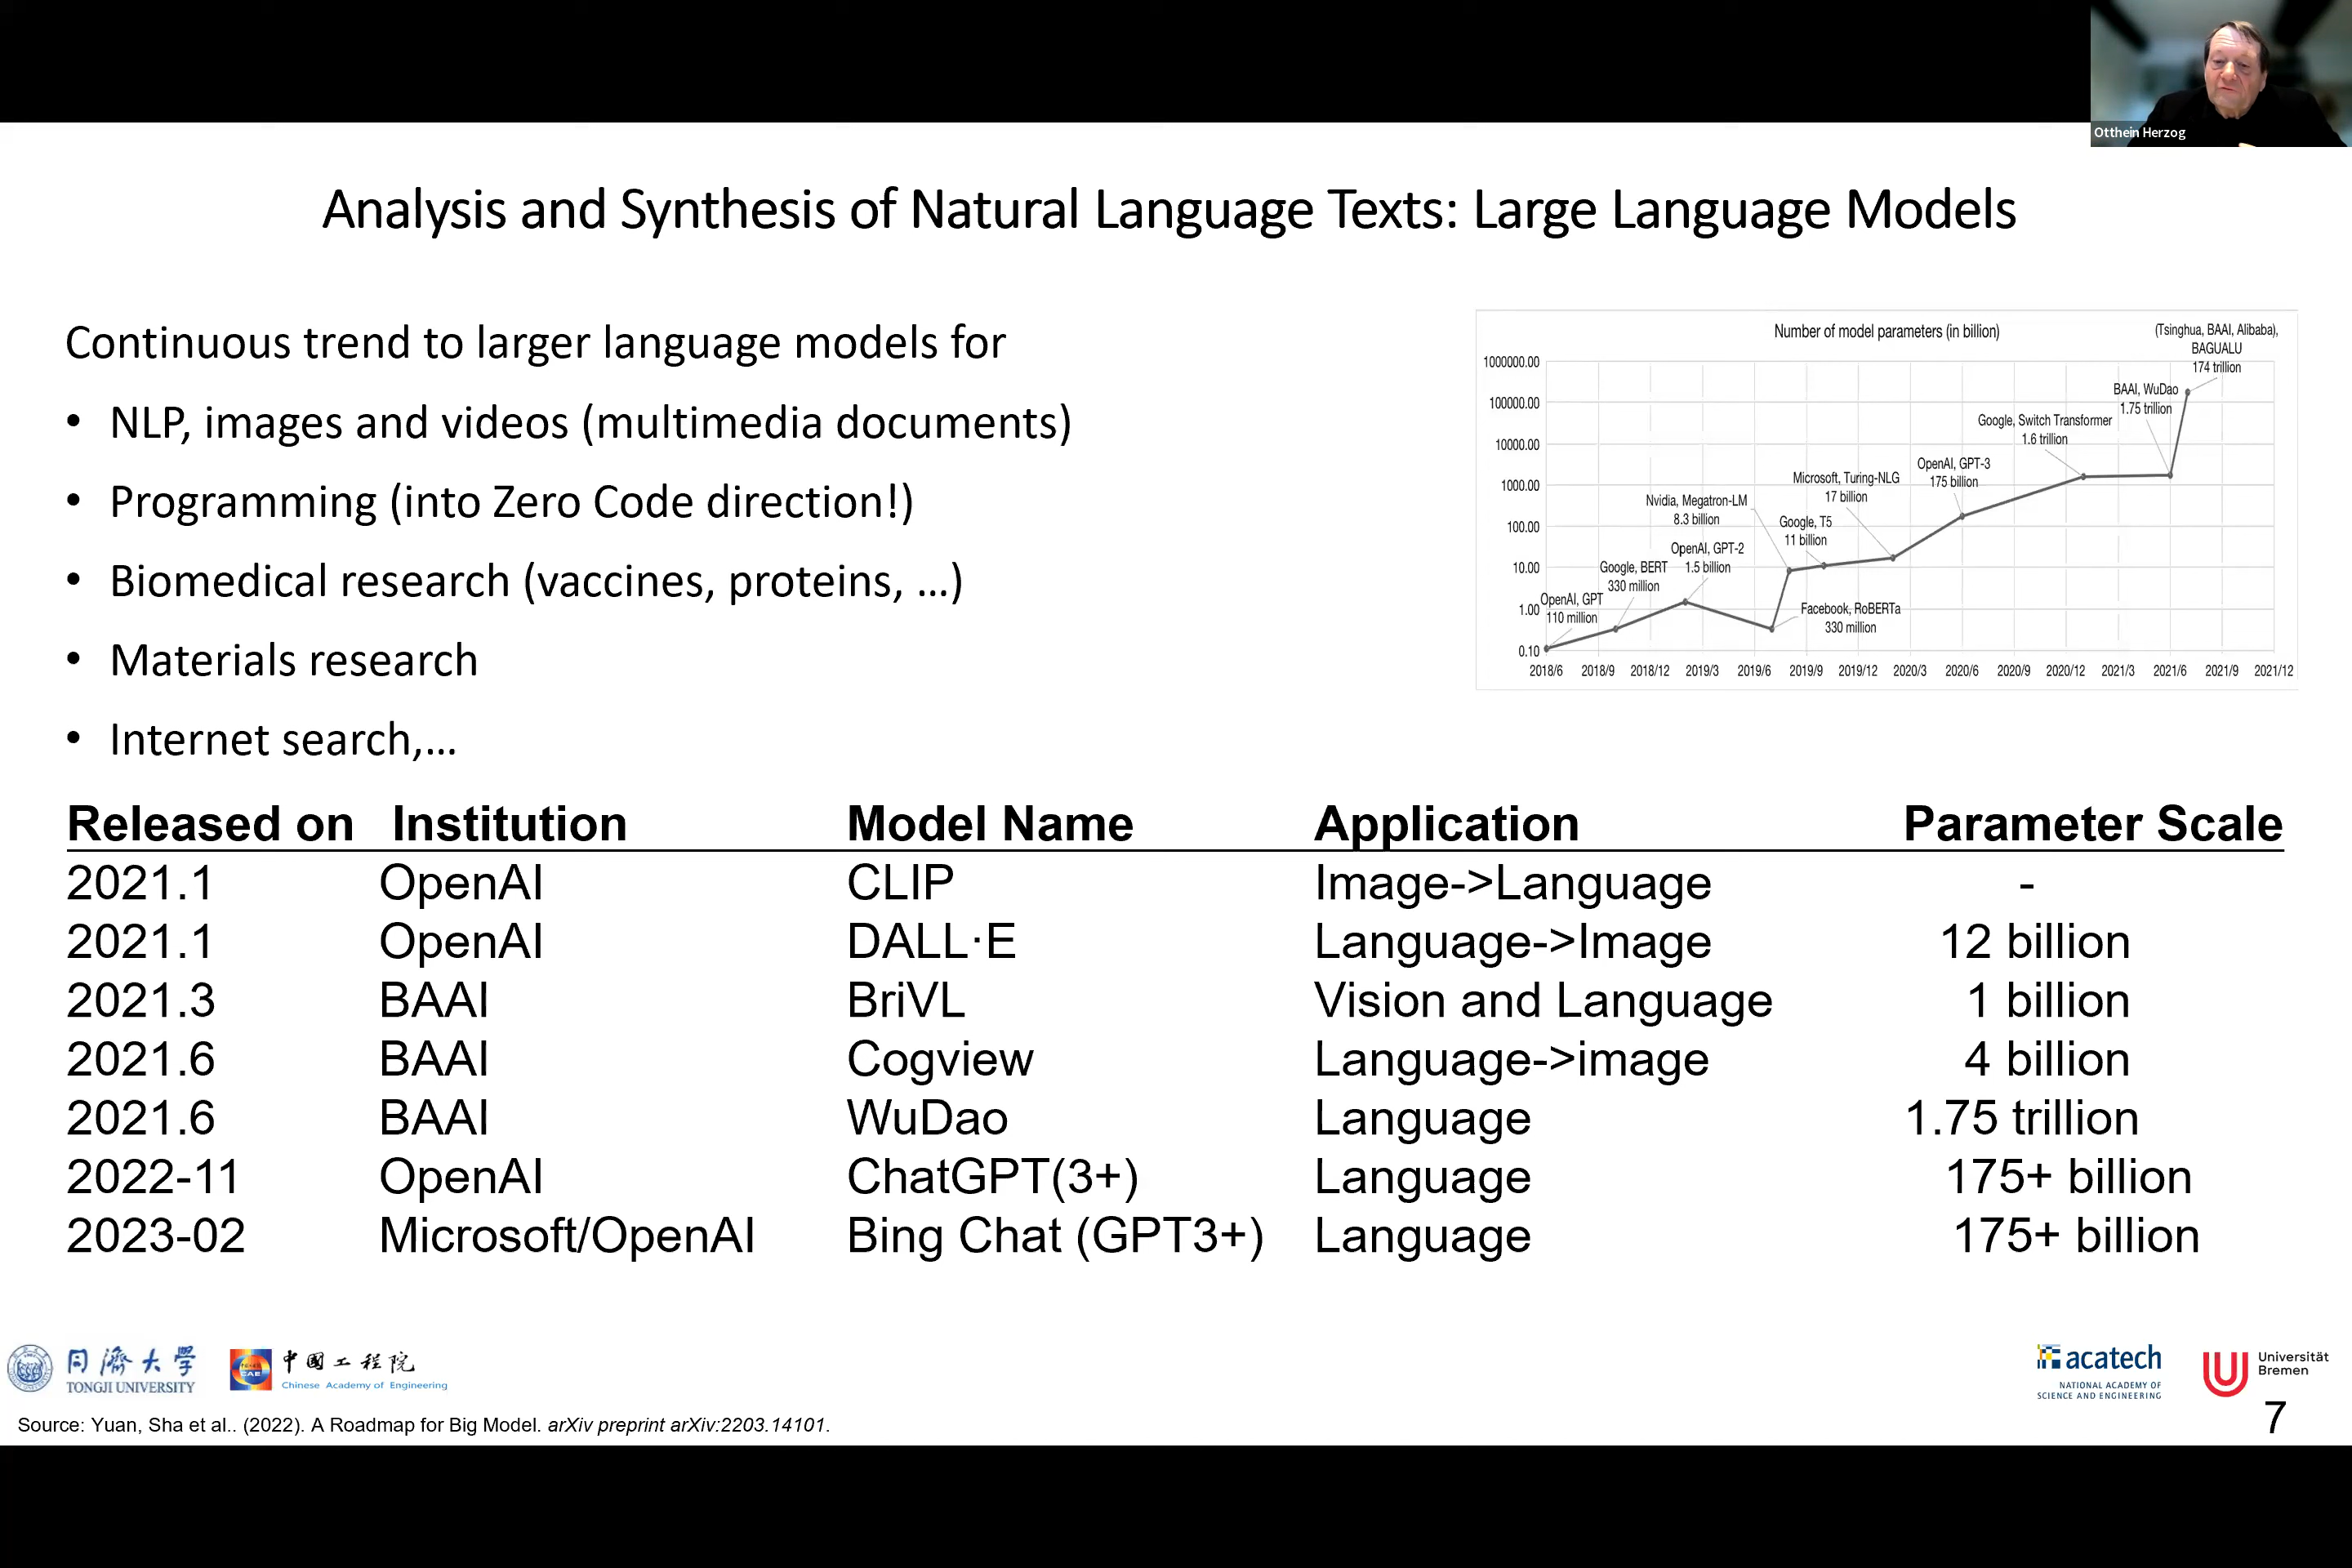 Otthein Herzog
Analysis and Synthesis of Natural Language Texts: Large Language Models
Continuous trend to larger language models for
• NLP, images and videos (multimedia documents)
• Programming (into Zero Code direction!)
• Biomedical research (vaccines, proteins, ...)
• Materials research
• Internet search,...
Number of model parameters (in billion)
(Tsinghua, BAAI, Alibaba),
BAGUALU
174 trillion
BAAI, WuDao
1.75 trillion
Google, Switch Transformer
1.6 trillion
OpenAI, GPT-3
175 billion
Microsoft, Turing-NLG
17 billion
Nvidia, Megatron-LM
8.3 billion
Google, T5
11 billion
OpenAI, GPT-2
1.5 billion
Google, BERT
330 million
OpenAI, GPT
110 million
Facebook, RoBERTa
330 million
1000000.00
100000.00
10000.00
1000.00
100.00
10.00
1.00
0.10
2018/6 2018/9 2018/12 2019/3 2019/6 2019/9 2019/12 2020/3 2020/6 2020/9 2020/12 2021/3 2021/6 2021/9 2021/12
Released on Institution Model Name Application Parameter Scale
2021.1 OpenAI CLIP Image->Language -
2021.1 OpenAI DALL·E Language->Image 12 billion
2021.3 BAAI BriVL Vision and Language 1 billion
2021.6 BAAI Cogview Language->image 4 billion
2021.6 BAAI WuDao Language 1.75 trillion
2022-11 OpenAI ChatGPT(3+) Language 175+ billion
2023-02 Microsoft/OpenAI Bing Chat (GPT3+) Language 175+ billion
同濟大學
TONGJI UNIVERSITY
CAE
中國工程院
Chinese Academy of Engineering
acatech
NATIONAL ACADEMY OF
SCIENCE AND ENGINEERING
Universität
Bremen
Source: Yuan, Sha et al.. (2022). A Roadmap for Big Model. arXiv preprint arXiv:2203.14101.
7